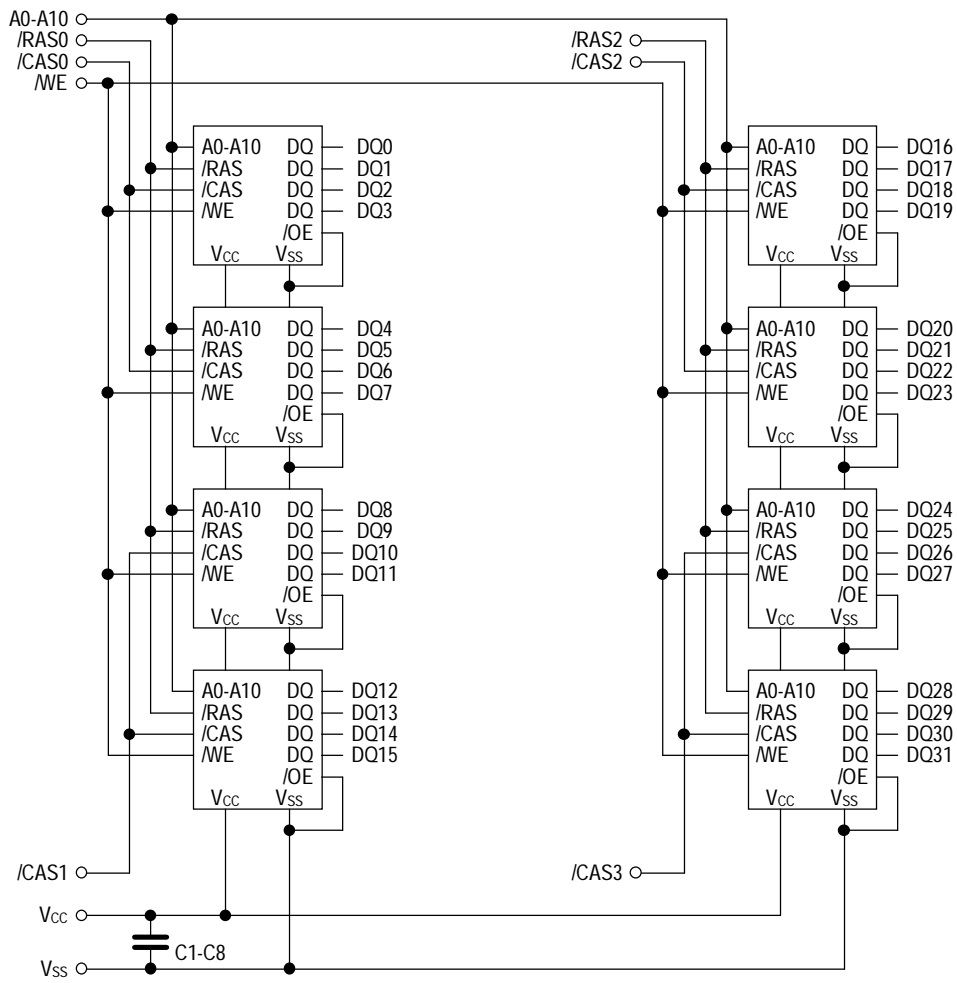 A0-A10
/RAS0
/CAS0
/WE
/RAS2
/CAS2
A0-A10 DQ DQ0
/RAS DQ DQ1
/CAS DQ DQ2
/WE DQ DQ3
/OE
Vcc Vss
A0-A10 DQ DQ16
/RAS DQ DQ17
/CAS DQ DQ18
/WE DQ DQ19
/OE
Vcc Vss
A0-A10 DQ DQ4
/RAS DQ DQ5
/CAS DQ DQ6
/WE DQ DQ7
/OE
Vcc Vss
A0-A10 DQ DQ20
/RAS DQ DQ21
/CAS DQ DQ22
/WE DQ DQ23
/OE
Vcc Vss
A0-A10 DQ DQ8
/RAS DQ DQ9
/CAS DQ DQ10
/WE DQ DQ11
/OE
Vcc Vss
A0-A10 DQ DQ24
/RAS DQ DQ25
/CAS DQ DQ26
/WE DQ DQ27
/OE
Vcc Vss
A0-A10 DQ DQ12
/RAS DQ DQ13
/CAS DQ DQ14
/WE DQ DQ15
/OE
Vcc Vss
A0-A10 DQ DQ28
/RAS DQ DQ29
/CAS DQ DQ30
/WE DQ DQ31
/OE
Vcc Vss
/CAS1
/CAS3
Vcc
C1-C8
Vss